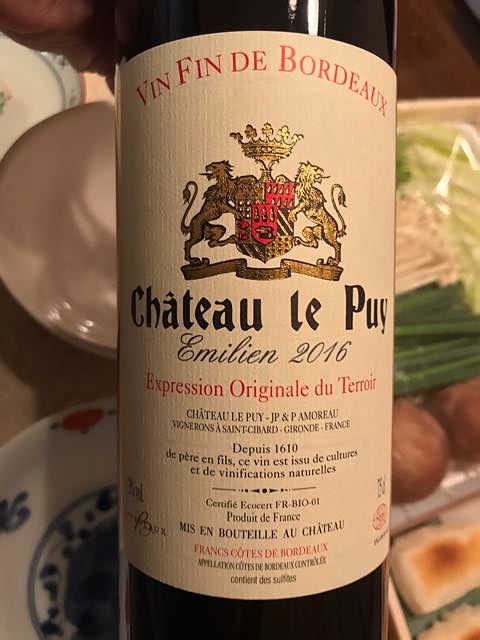 VIN FIN DE BORDEAUX
Château le Puy
Emilien 2016
Expression Originale du Terroir
CHÂTEAU LE PUY - JP & P AMOREAU
VIGNERONS À SAINT-CIBARD - GIRONDE - FRANCE
Depuis 1610
de père en fils, ce vin est issu de cultures
et de vinifications naturelles
75 cl
Certifié Ecocert FR-BIO-01
Produit de France
MIS EN BOUTEILLE AU CHÂTEAU
FRANCS CÔTES DE BORDEAUX
APPELLATION CÔTES DE BORDEAUX CONTRÔLÉE
contient des sulfites